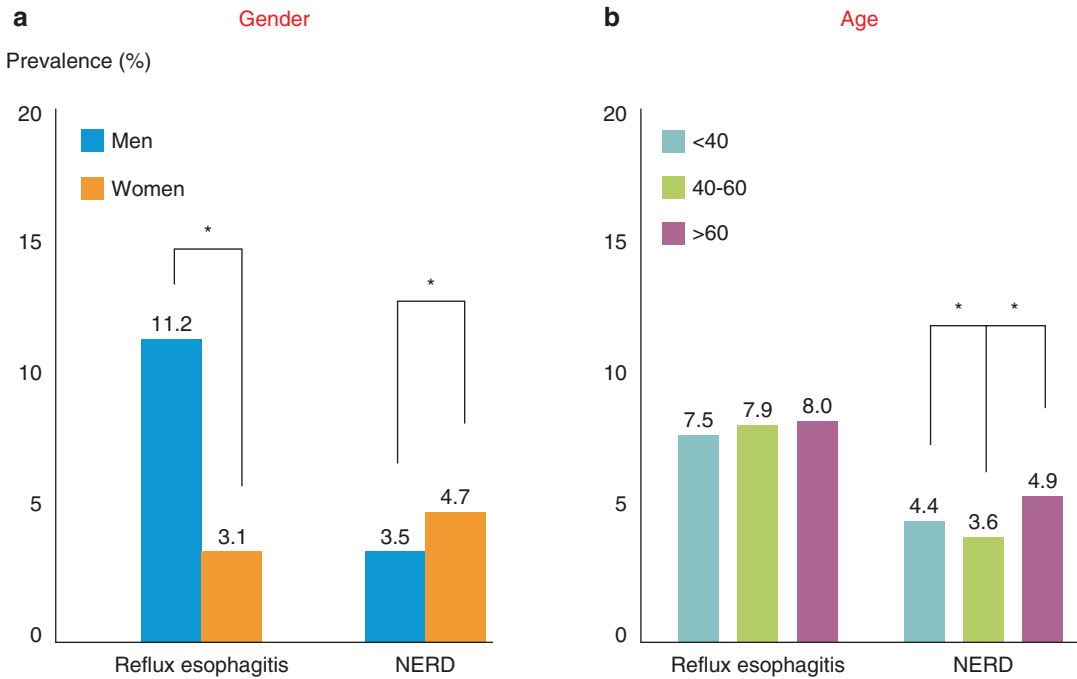 a
Gender
Prevalence (%)
20
15
10
5
0
Men
Women
*
*
11.2
3.1
3.5
4.7
Reflux esophagitis
NERD
b
Age
20
15
10
5
0
<40
40-60
>60
*
*
7.5
7.9
8.0
4.4
3.6
4.9
Reflux esophagitis
NERD